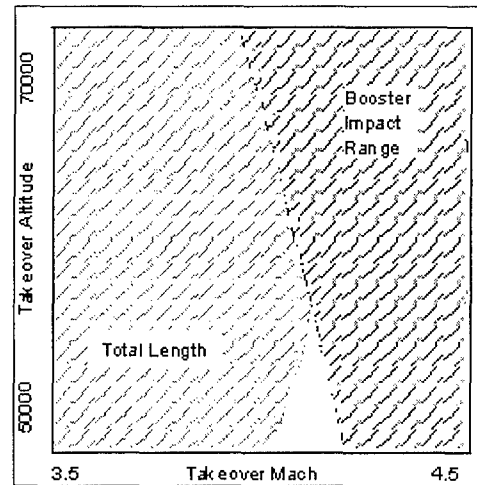 70000
Booster
Impact
Range
Takeover Altitude
Total Length
50000
3.5 Takeover Mach 4.5